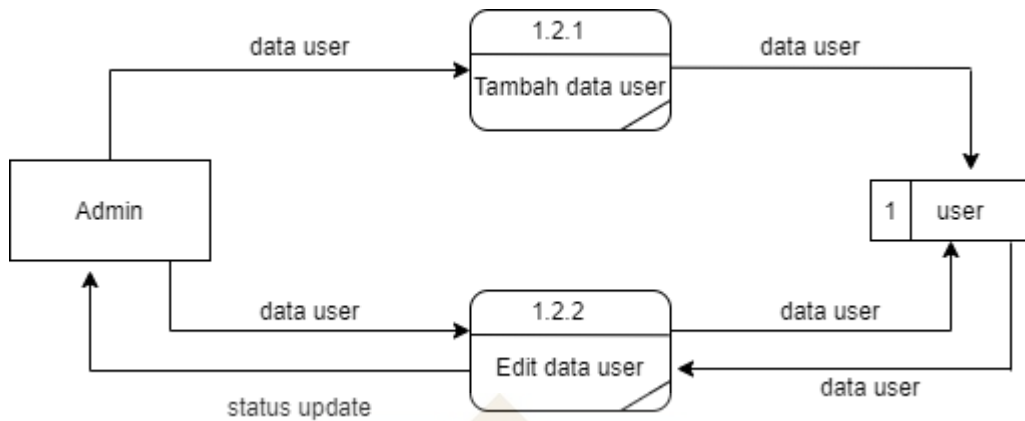 1.2.1
data user
data user
Tambah data user
Admin
1
user
1.2.2
data user
data user
Edit data user
data user
status update